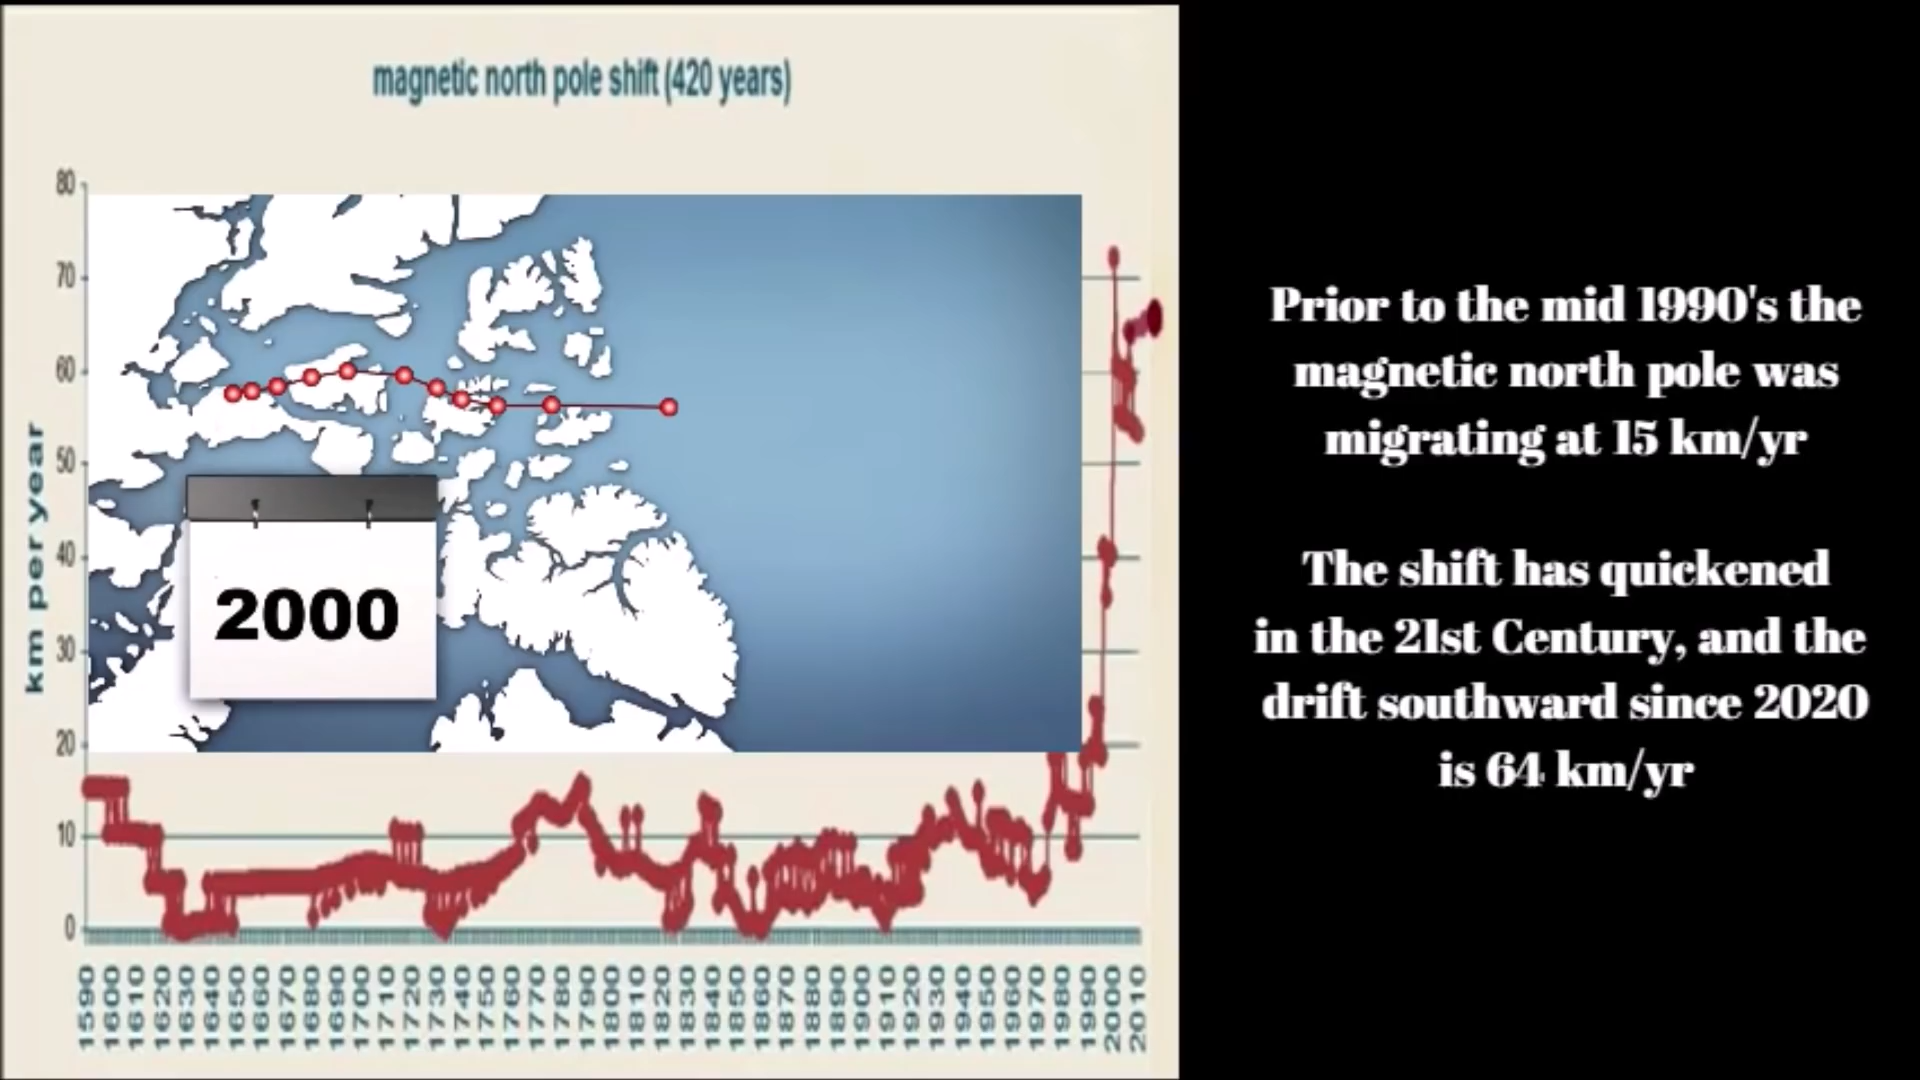 magnetic north pole shift (420 years)
80
70
60
50
40
30
20
10
0
km per year
2000
1590 1600 1610 1620 1630 1640 1650 1660 1670 1680 1690 1700 1710 1720 1730 1740 1750 1760 1770 1780 1790 1800 1810 1820 1830 1840 1850 1860 1870 1880 1890 1900 1910 1920 1930 1940 1950 1960 1970 1980 1990 2000 2010
Prior to the mid 1990's the
magnetic north pole was
migrating at 15 km/yr
The shift has quickened
in the 21st Century, and the
drift southward since 2020
is 64 km/yr